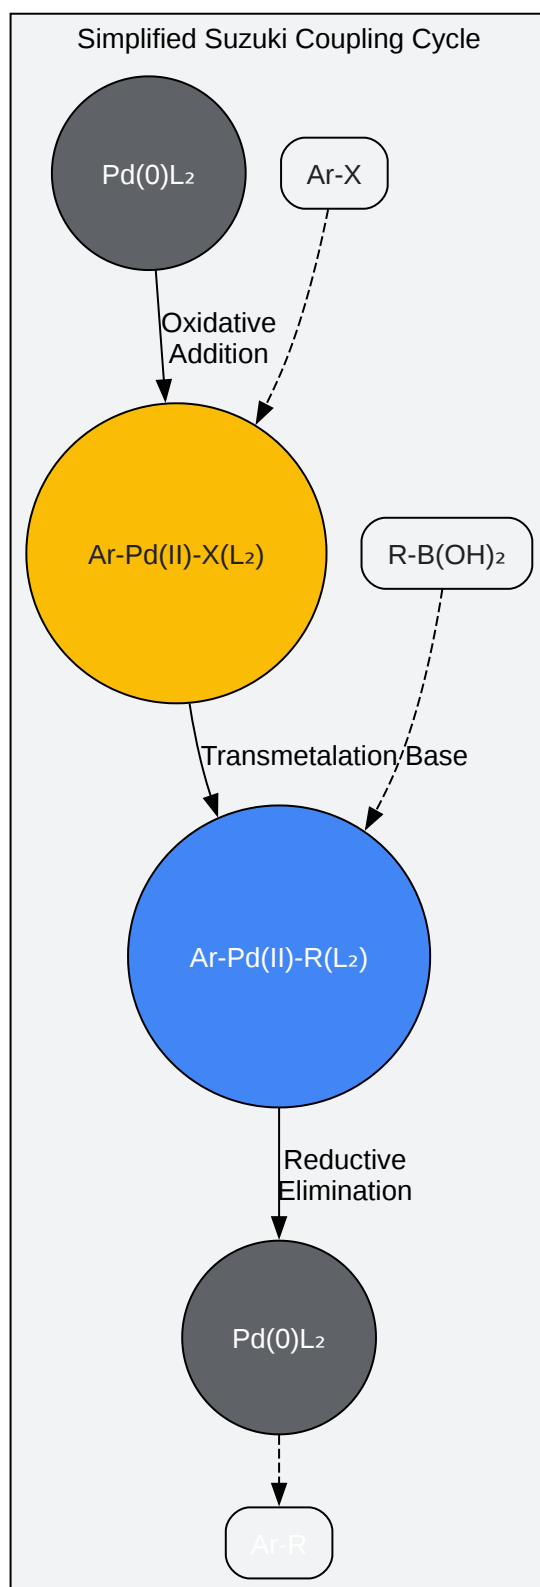 Simplified Suzuki Coupling Cycle
Pd(0)L₂
Ar-X
Oxidative
Addition
Ar-Pd(II)-X(L₂)
R-B(OH)₂
Transmetalation Base
Ar-Pd(II)-R(L₂)
Reductive
Elimination
Pd(0)L₂
Ar-R